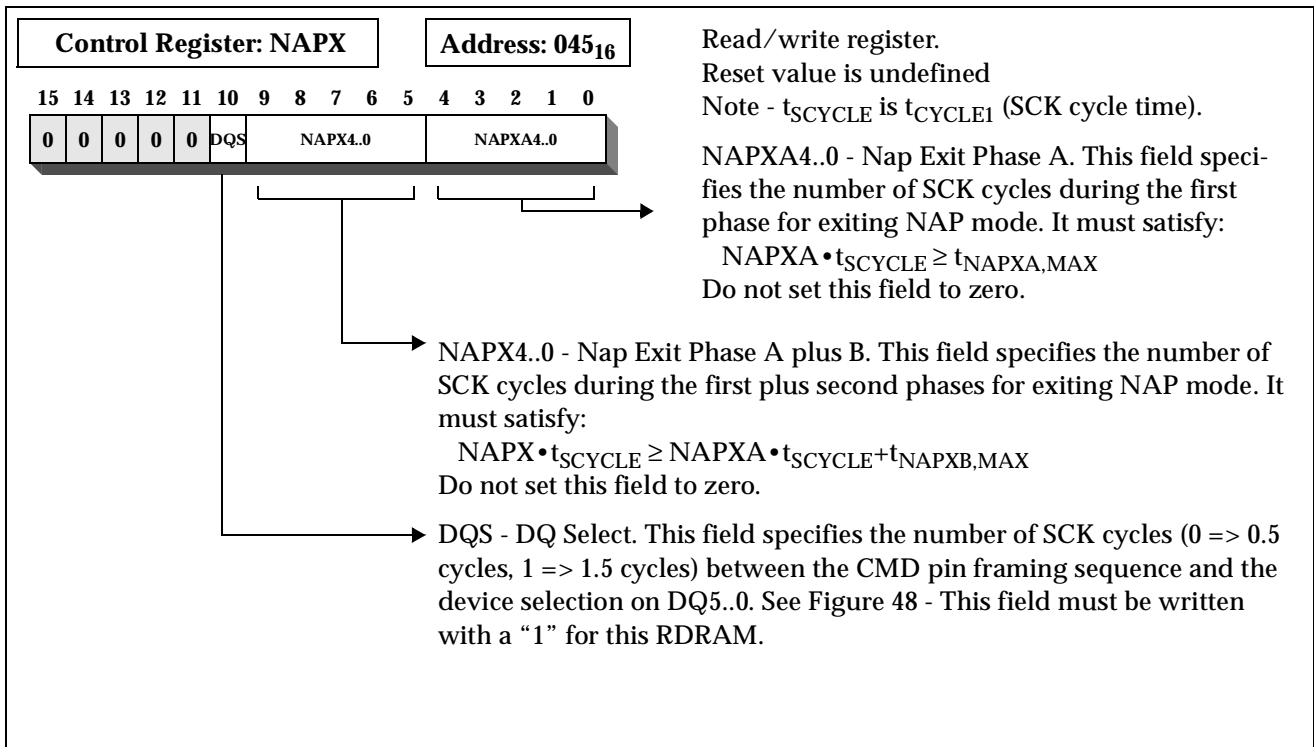 Control Register: NAPX
Address: 045₁₆
15 14 13 12 11 10 9 8 7 6 5 4 3 2 1 0
0 0 0 0 0 DQS NAPX4..0 NAPXA4..0
Read/write register.
Reset value is undefined
Note - tSCYCLE is tCYCLE1 (SCK cycle time).
NAPXA4..0 - Nap Exit Phase A. This field speci-
fies the number of SCK cycles during the first
phase for exiting NAP mode. It must satisfy:
NAPXA•tSCYCLE ≥ tNAPXA,MAX
Do not set this field to zero.
NAPX4..0 - Nap Exit Phase A plus B. This field specifies the number of
SCK cycles during the first plus second phases for exiting NAP mode. It
must satisfy:
NAPX•tSCYCLE ≥ NAPXA•tSCYCLE+tNAPXB,MAX
Do not set this field to zero.
DQS - DQ Select. This field specifies the number of SCK cycles (0 => 0.5
cycles, 1 => 1.5 cycles) between the CMD pin framing sequence and the
device selection on DQ5..0. See Figure 48 - This field must be written
with a “1” for this RDRAM.